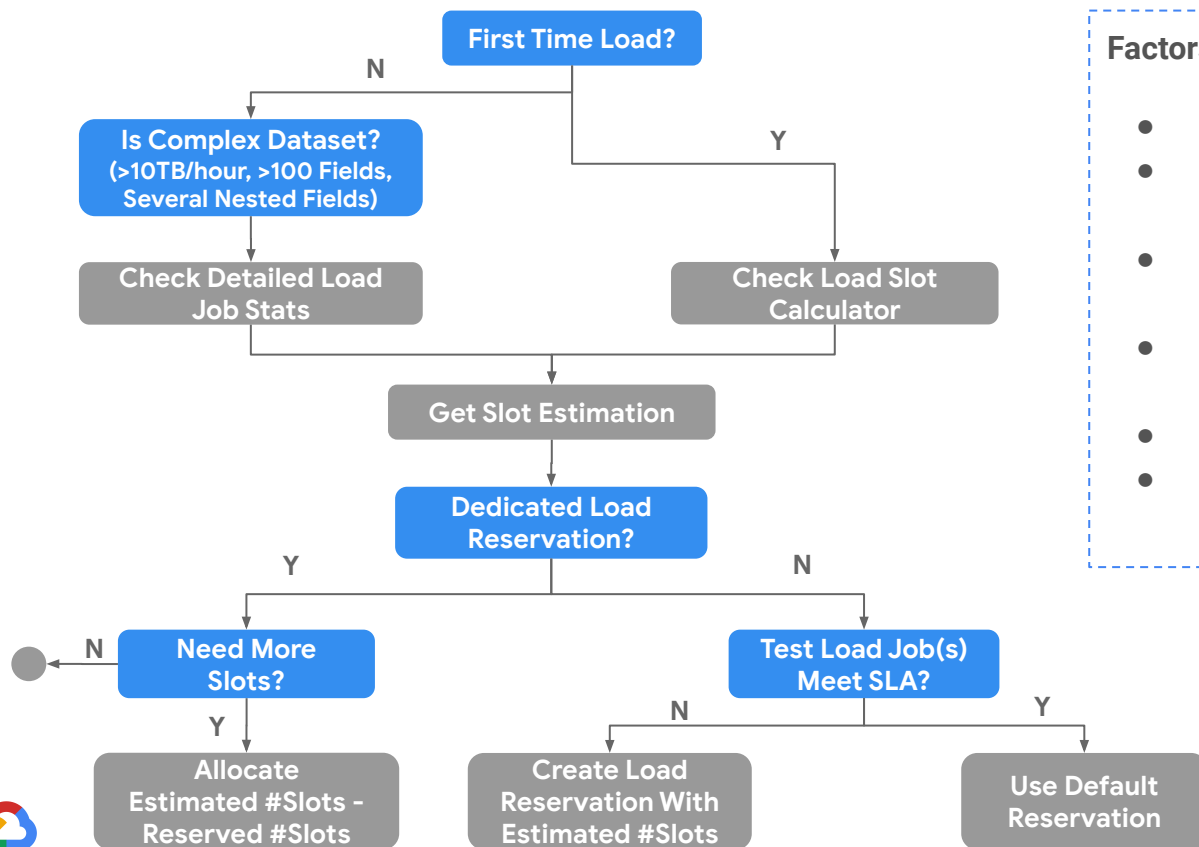 First Time Load?
Factor
N
Is Complex Dataset?
(>10TB/hour, >100 Fields,
Several Nested Fields)
Y
Check Detailed Load
Job Stats
Check Load Slot
Calculator
Get Slot Estimation
Dedicated Load
Reservation?
Y
N
N
Need More
Slots?
Test Load Job(s)
Meet SLA?
Y
N
Y
Allocate
Estimated #Slots -
Reserved #Slots
Create Load
Reservation With
Estimated #Slots
Use Default
Reservation